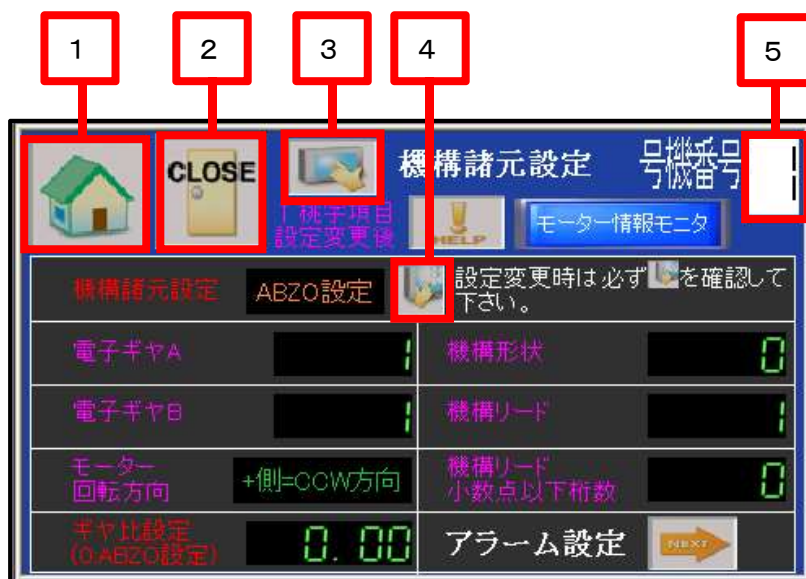 1 2 3 4 5
CLOSE 機構諸元設定 号機番号 1
↑桃字項目
設定変更後 HELP モーター情報モニタ
機構諸元設定 ABZO設定 設定変更時は必ずを確認して
下さい。
電子ギヤA 1 機構形状 0
電子ギヤB 1 機構リード 1
モーター
回転方向 +側=CCW方向 機構リード
小数点以下桁数 0
ギヤ比設定
(0:ABZO設定) 0.00 アラーム設定 NEXT